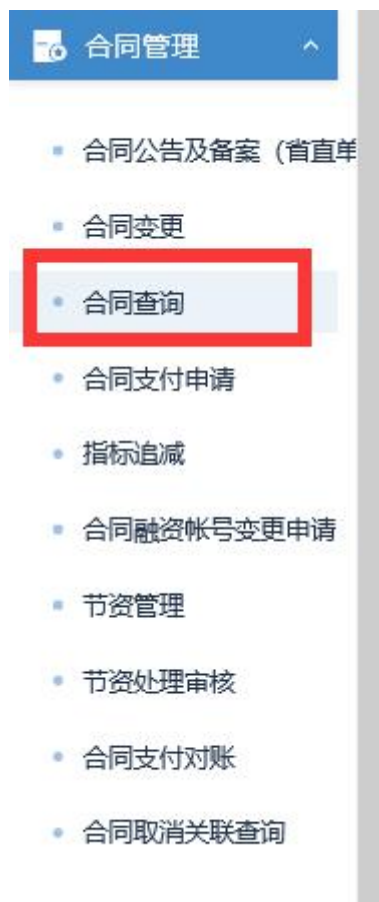 合同管理
合同公告及备案（省直单
合同变更
合同查询
合同支付申请
指标追减
合同融资帐号变更申请
节资管理
节资处理审核
合同支付对账
合同取消关联查询